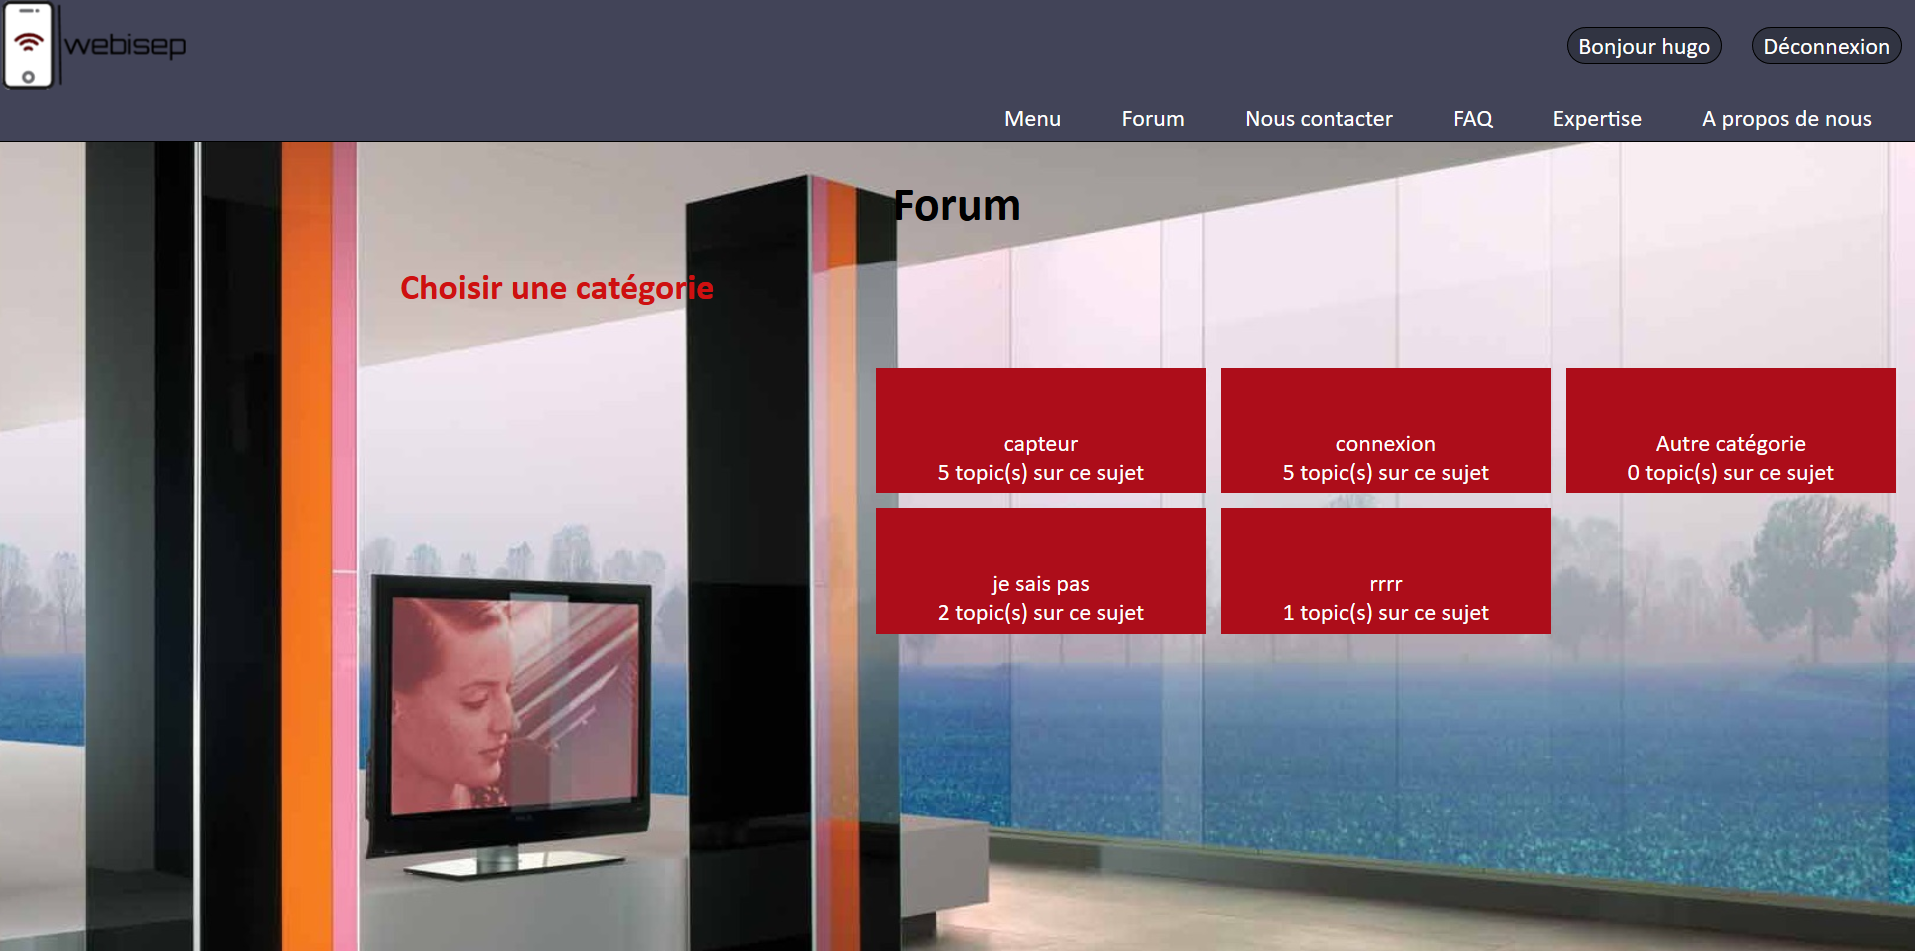 webisep
Bonjour hugo
Déconnexion
Menu
Forum
Nous contacter
FAQ
Expertise
A propos de nous
Forum
Choisir une catégorie
capteur
5 topic(s) sur ce sujet
connexion
5 topic(s) sur ce sujet
Autre catégorie
0 topic(s) sur ce sujet
je sais pas
2 topic(s) sur ce sujet
rrrr
1 topic(s) sur ce sujet